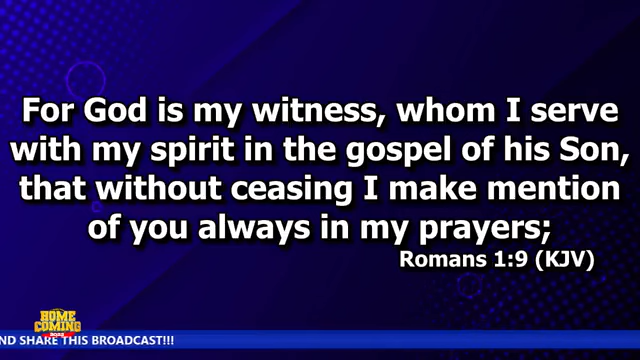 For God is my witness, whom I serve
with my spirit in the gospel of his Son,
that without ceasing I make mention
of you always in my prayers;
Romans 1:9 (KJV)
HOME
COMING
ND SHARE THIS BROADCAST!!!